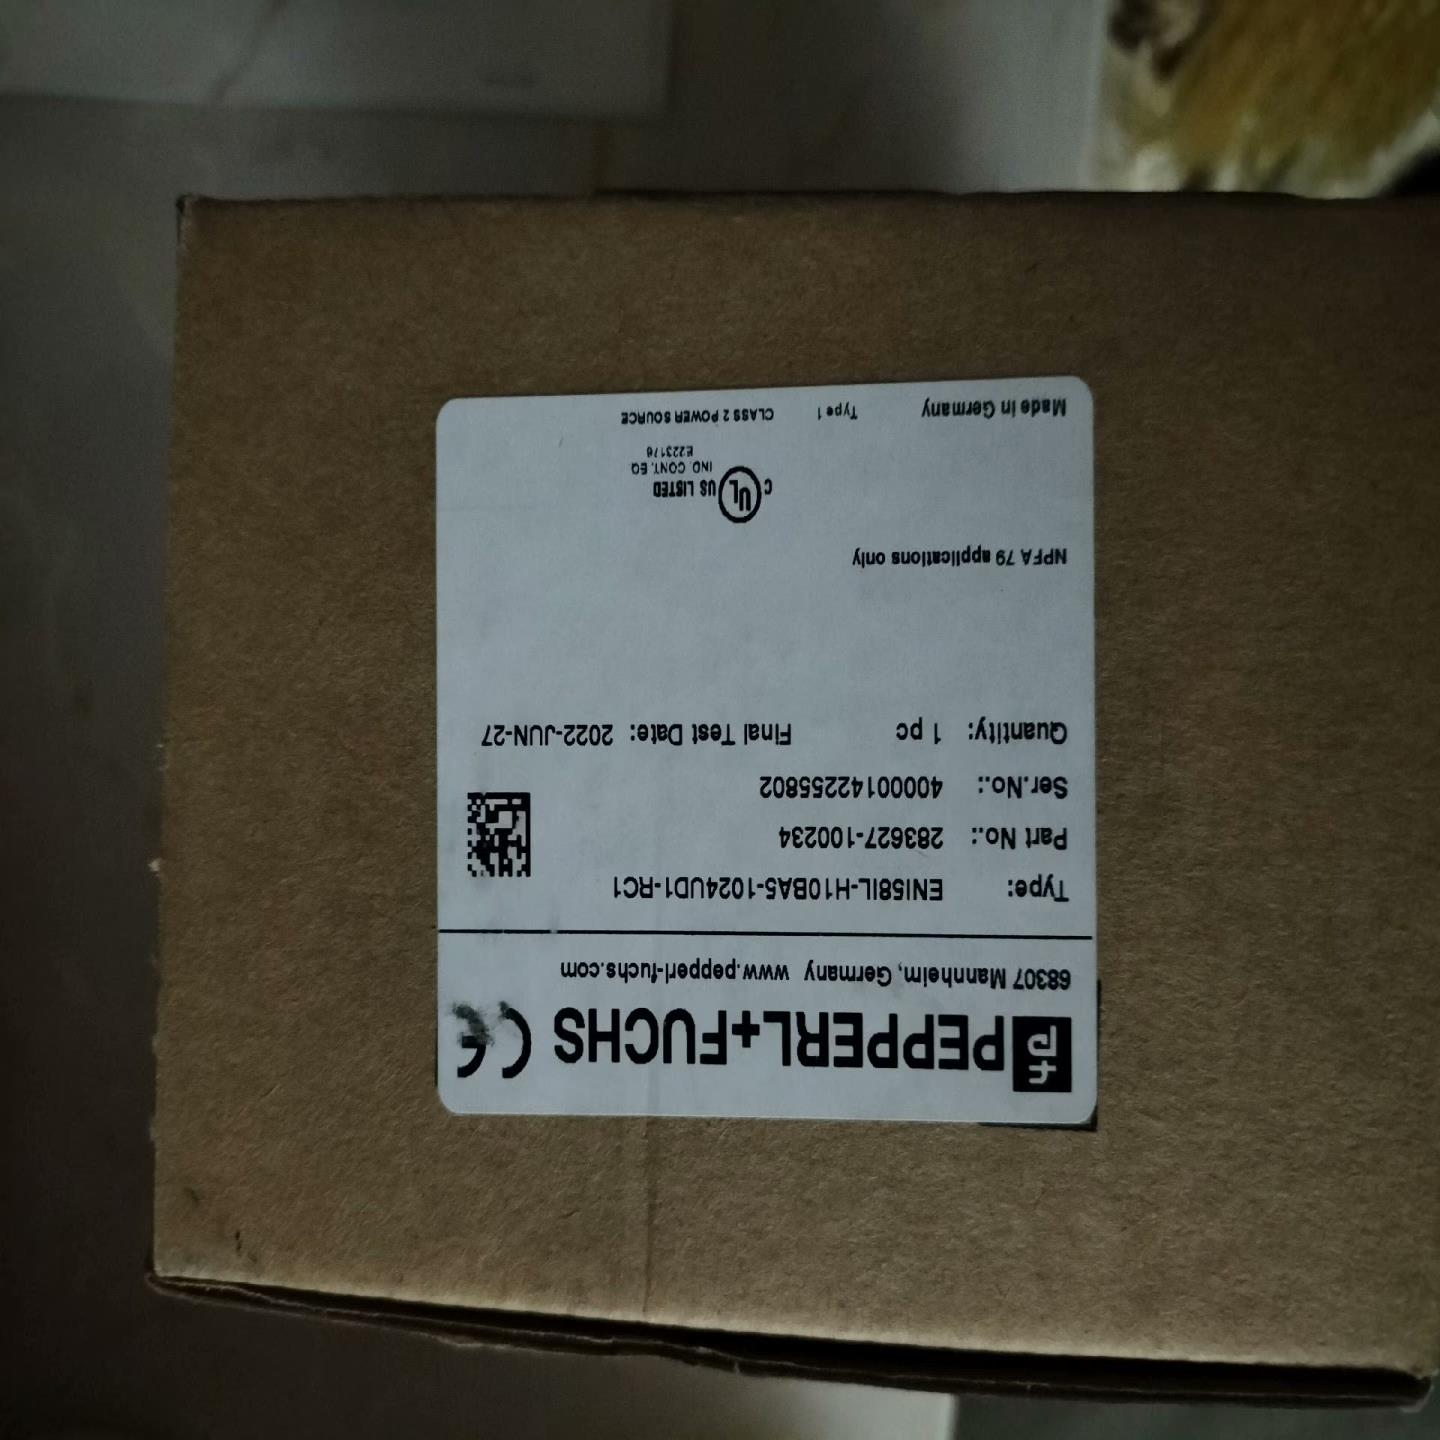 PEPPERL+FUCHS CE
68307 Mannheim, Germany www.pepperl-fuchs.com
Type: ENI58IL-H10BA5-1024UD1-RC1
Part No.: 283627-100234
Ser.No.: 40000142255802
Quantity: 1 pc Final Test Date: 2022-JUN-27
NPFA 79 applications only
C UL US LISTED
IND. CONT. EQ
E223176
Made in Germany Type 1 CLASS 2 POWER SOURCE